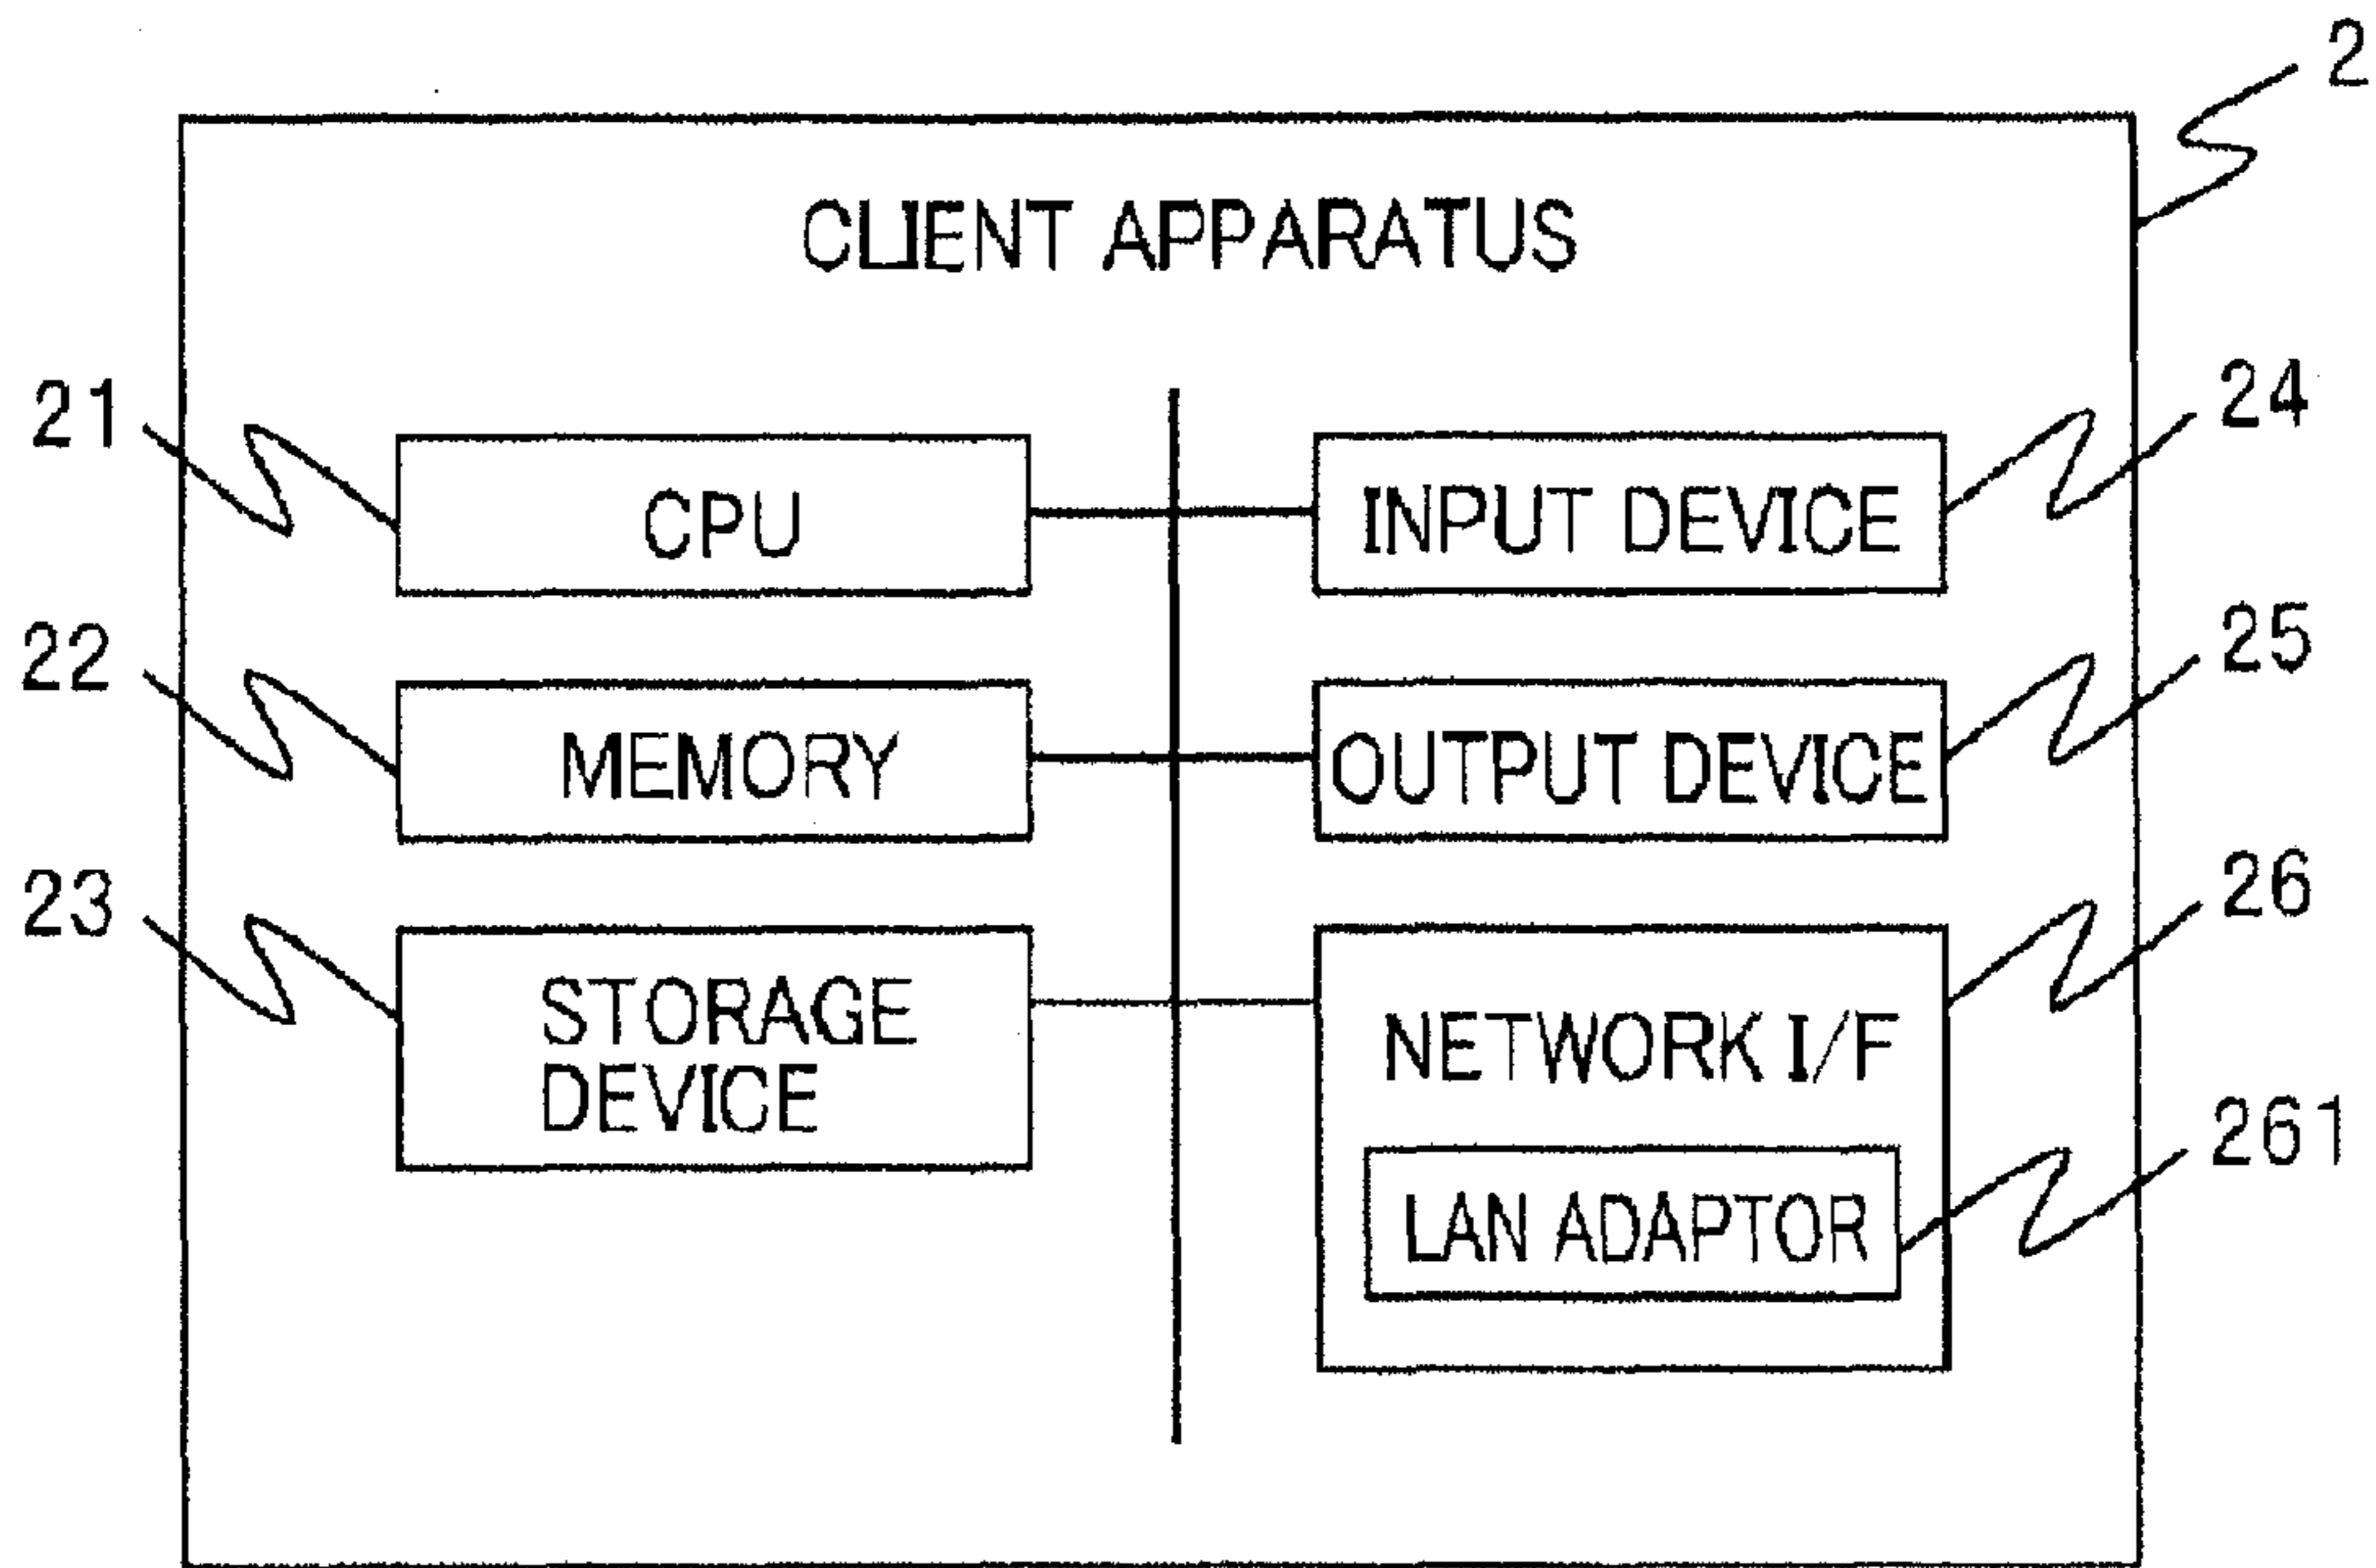 2
CLIENT APPARATUS
21
CPU
INPUT DEVICE
24
22
MEMORY
OUTPUT DEVICE
25
23
STORAGE
DEVICE
NETWORK I/F
26
LAN ADAPTOR
261